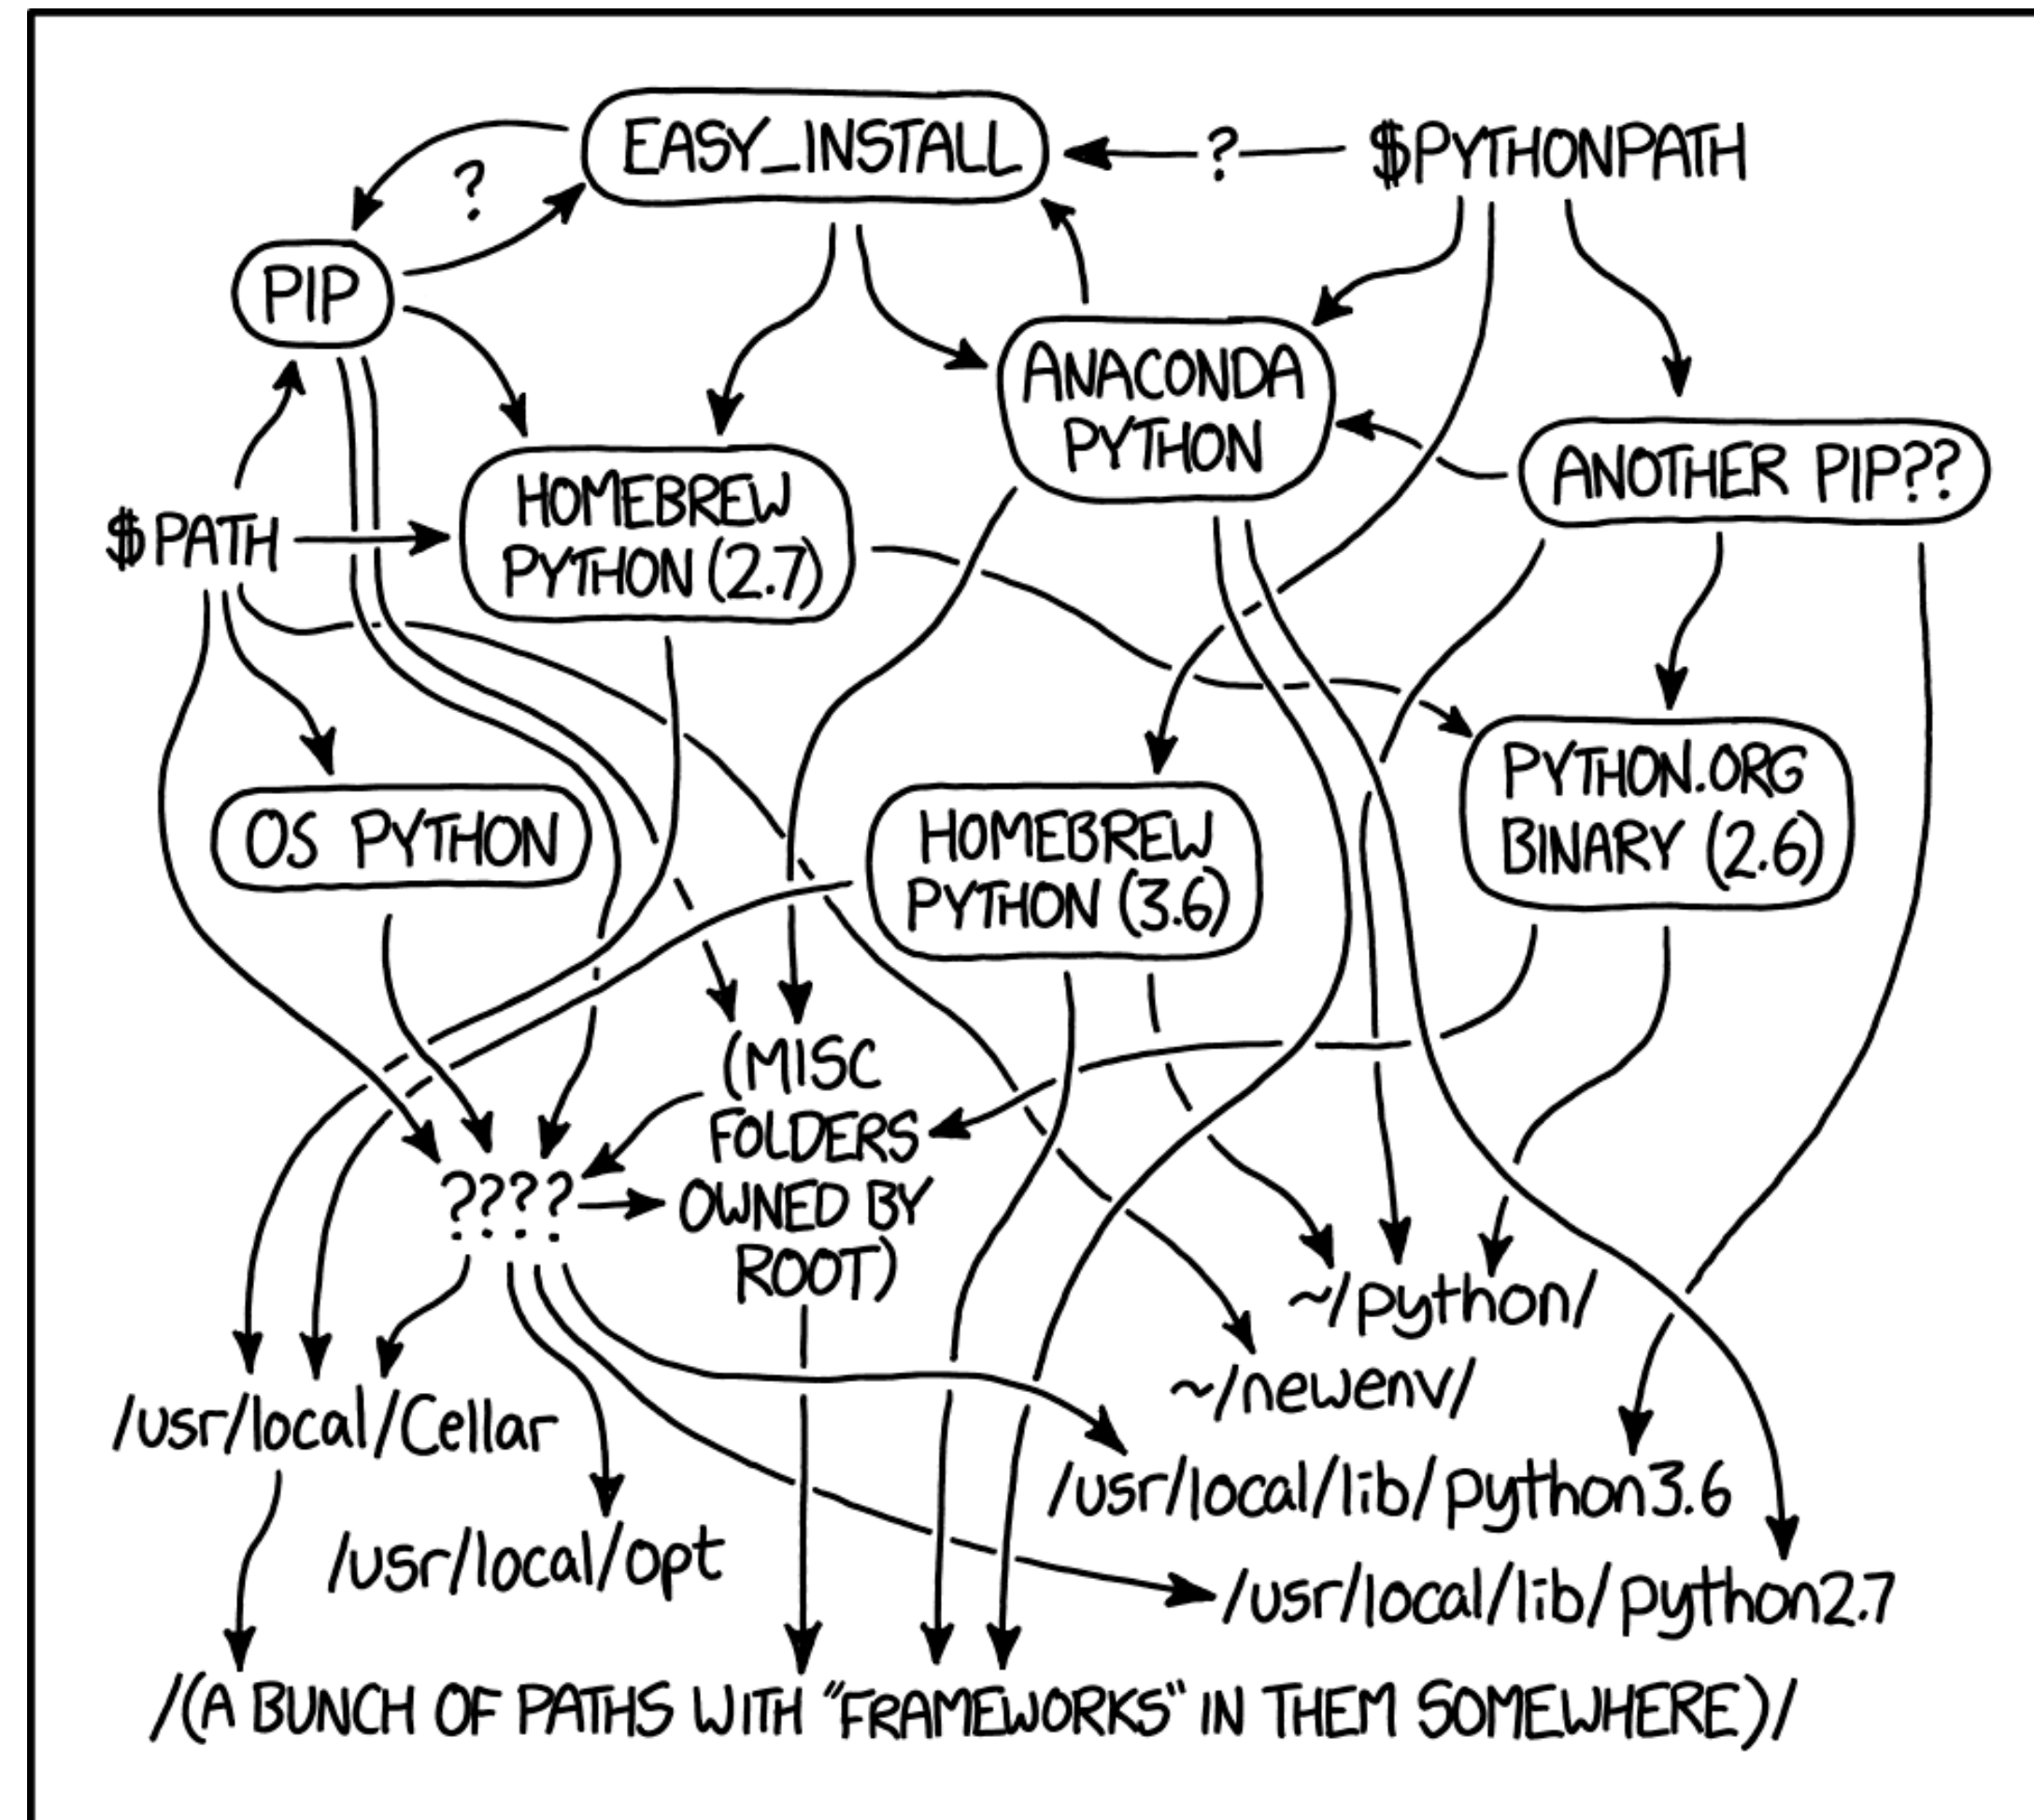 EASY_INSTALL
?
$PYTHONPATH
?
PIP
ANACONDA
PYTHON
ANOTHER PIP??
HOMEBREW
PYTHON (2.7)
$PATH
PYTHON.ORG
BINARY (2.6)
OS PYTHON
HOMEBREW
PYTHON (3.6)
(MISC
FOLDERS
OWNED BY
ROOT)
????
~/python/
~/newenv/
/usr/local/Cellar
/usr/local/lib/python3.6
/usr/local/opt
/usr/local/lib/python2.7
/(A BUNCH OF PATHS WITH "FRAMEWORKS" IN THEM SOMEWHERE)/